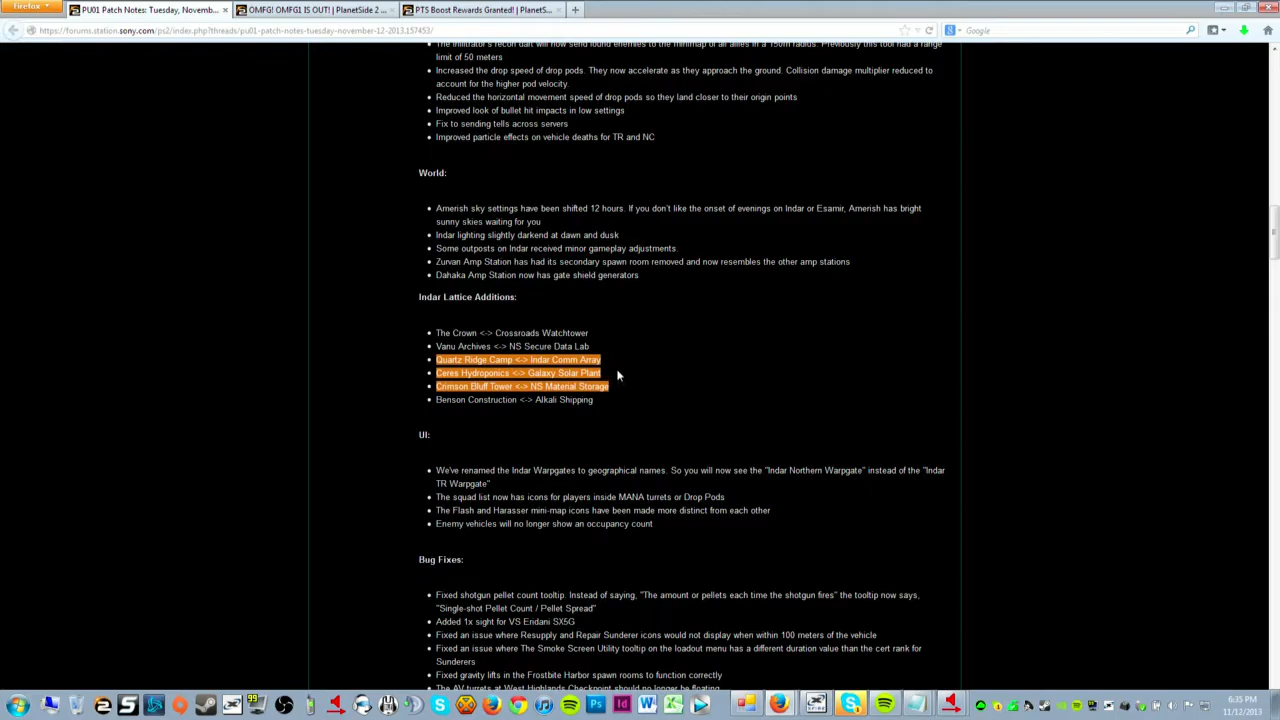 Firefox
PU01 Patch Notes: Tuesday, Novemb...
OMFG! OMFG1 IS OUT! | PlanetSide 2 ...
PTS Boost Rewards Granted! | PlanetS...
https://forums.station.sony.com/ps2/index.php?threads/pu01-patch-notes-tuesday-november-12-2013.157453/
Google
The Infiltrator's recon dart will now send found enemies to the minimap of all allies in a 150m radius. Previously this tool had a range
limit of 50 meters
Increased the drop speed of drop pods. They now accelerate as they approach the ground. Collision damage multiplier reduced to
account for the higher pod velocity.
Reduced the horizontal movement speed of drop pods so they land closer to their origin points
Improved look of bullet hit impacts in low settings
Fix to sending tells across servers
Improved particle effects on vehicle deaths for TR and NC
World:
Amerish sky settings have been shifted 12 hours. If you don't like the onset of evenings on Indar or Esamir, Amerish has bright
sunny skies waiting for you
Indar lighting slightly darkend at dawn and dusk
Some outposts on Indar received minor gameplay adjustments.
Zurvan Amp Station has had its secondary spawn room removed and now resembles the other amp stations
Dahaka Amp Station now has gate shield generators
Indar Lattice Additions:
The Crown <-> Crossroads Watchtower
Vanu Archives <-> NS Secure Data Lab
Quartz Ridge Camp <-> Indar Comm Array
Ceres Hydroponics <-> Galaxy Solar Plant
Crimson Bluff Tower <-> NS Material Storage
Benson Construction <-> Alkali Shipping
UI:
We've renamed the Indar Warpgates to geographical names. So you will now see the "Indar Northern Warpgate" instead of the "Indar
TR Warpgate"
The squad list now has icons for players inside MANA turrets or Drop Pods
The Flash and Harasser mini-map icons have been made more distinct from each other
Enemy vehicles will no longer show an occupancy count.
Bug Fixes:
Fixed shotgun pellet count tooltip. Instead of saying, "The amount or pellets each time the shotgun fires" the tooltip now says,
"Single-shot Pellet Count / Pellet Spread"
Added 1x sight for VS Eridani SX5G
Fixed an issue where Resupply and Repair Sunderer icons would not display when within 100 meters of the vehicle
Fixed an issue where The Smoke Screen Utility tooltip on the loadout menu has a different duration value than the cert rank for
Sunderers
Fixed gravity lifts in the Frostbite Harbor spawn rooms to function correctly
The AV turrets at West Highlands Checkpoint should no longer be floating
6:35 PM
11/12/2013